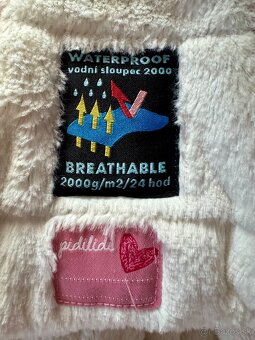 WATERPROOF
vodní sloupec 2000
BREATHABLE
2000g/m2/24 hod
pidilidi